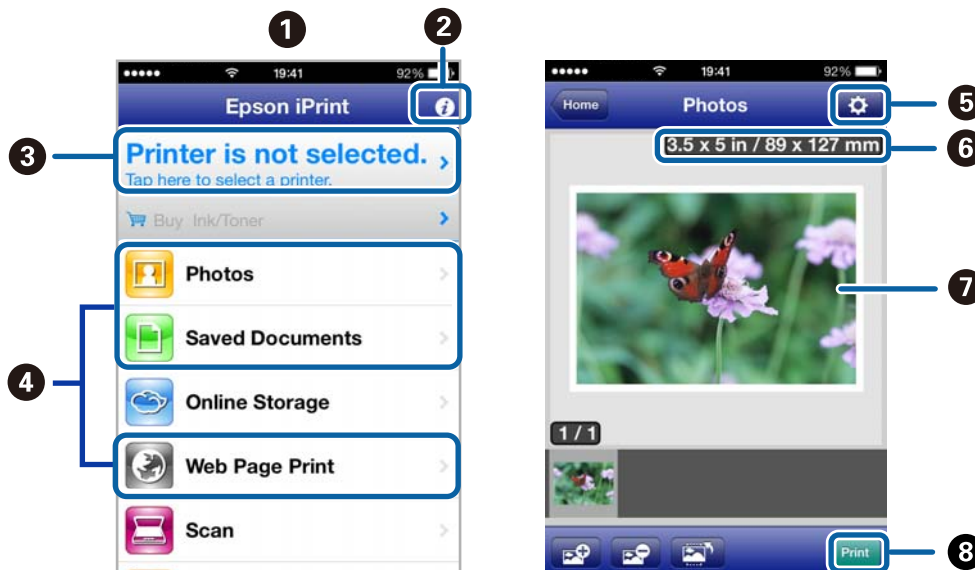 1
2
19:41
92%
Epson iPrint
i
3
Printer is not selected.
Tap here to select a printer.
Buy Ink/Toner
Photos
Saved Documents
4
Online Storage
Web Page Print
Scan
19:41
92%
Home
Photos
5
3.5 x 5 in / 89 x 127 mm
6
7
1/1
Print
8